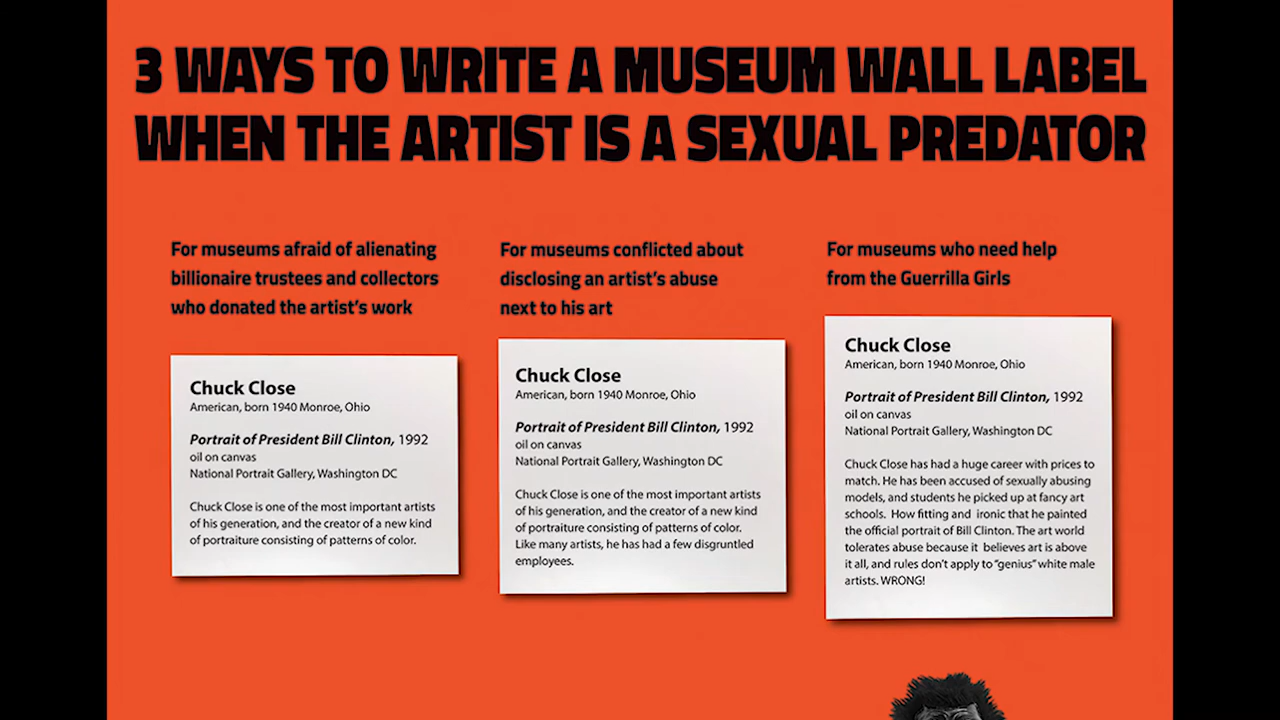 3 WAYS TO WRITE A MUSEUM WALL LABEL
WHEN THE ARTIST IS A SEXUAL PREDATOR
For museums afraid of alienating
billionaire trustees and collectors
who donated the artist's work
Chuck Close
American, born 1940 Monroe, Ohio
Portrait of President Bill Clinton, 1992
oil on canvas
National Portrait Gallery, Washington DC
Chuck Close is one of the most important artists
of his generation, and the creator of a new kind
of portraiture consisting of patterns of color.
For museums conflicted about
disclosing an artist's abuse
next to his art
Chuck Close
American, born 1940 Monroe, Ohio
Portrait of President Bill Clinton, 1992
oil on canvas
National Portrait Gallery, Washington DC
Chuck Close is one of the most important artists
of his generation, and the creator of a new kind
of portraiture consisting of patterns of color.
Like many artists, he has had a few disgruntled
employees.
For museums who need help
from the Guerrilla Girls
Chuck Close
American, born 1940 Monroe, Ohio
Portrait of President Bill Clinton, 1992
oil on canvas
National Portrait Gallery, Washington DC
Chuck Close has had a huge career with prices to
match. He has been accused of sexually abusing
models, and students he picked up at fancy art
schools. How fitting and ironic that he painted
the official portrait of Bill Clinton. The art world
tolerates abuse because it believes art is above
it all, and rules don't apply to "genius" white male
artists. WRONG!